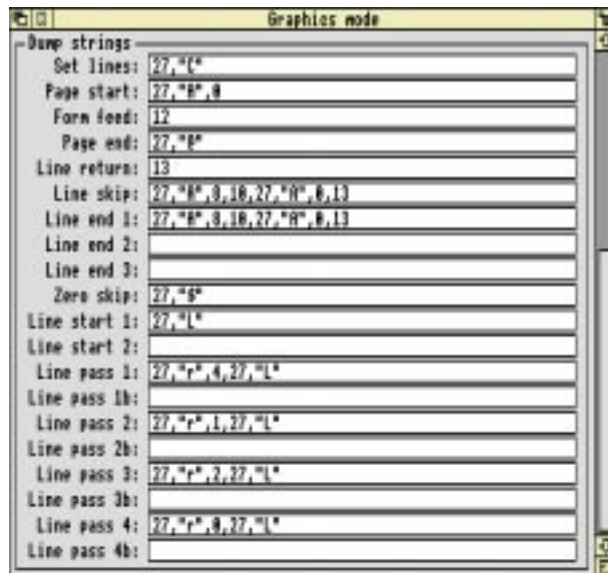 Graphics mode
Dump strings
Set lines: 27,"C"
Page start: 27,"A",0
Form feed: 12
Page end: 27,"@"
Line return: 13
Line skip: 27,"A",8,10,27,"A",0,13
Line end 1: 27,"A",8,10,27,"A",0,13
Line end 2:
Line end 3:
Zero skip: 27,
Line start 1: 27,"L"
Line start 2:
Line pass 1: 27,"r",4,27,"L"
Line pass 1b:
Line pass 2: 27,"r",1,27,"L"
Line pass 2b:
Line pass 3: 27,"r",2,27,"L"
Line pass 3b:
Line pass 4: 27,"r",0,27,"L"
Line pass 4b: